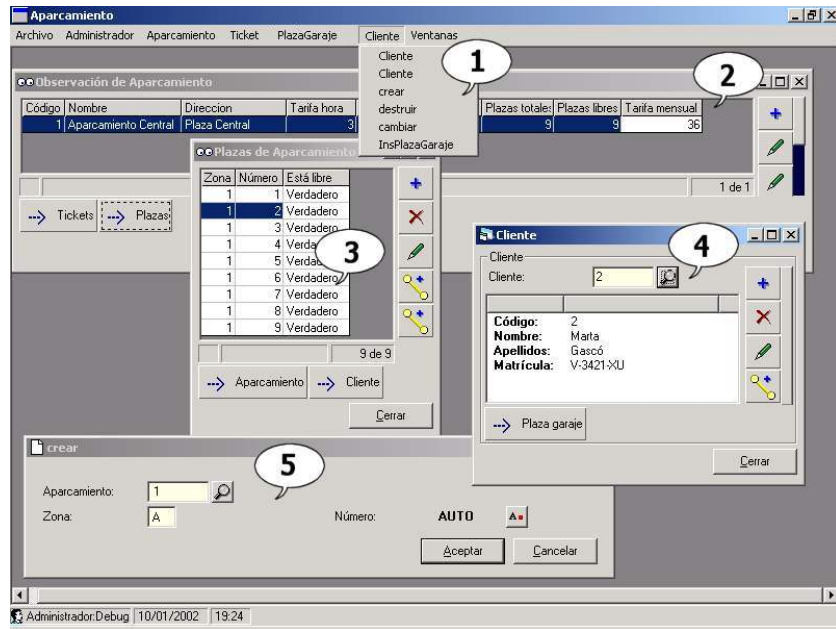 Aparcamiento
Archivo Administrador Aparcamiento Ticket PlazaGaraje Cliente Ventanas
Cliente
Cliente
crear
destruir
cambiar
InsPlazaGaraje
1
2
Observación de Aparcamiento
Código Nombre Direccion Tarifa hora Plazas totales Plazas libres Tarifa mensual
1 Aparcamiento Central Plaza Central 3 9 9 36
1 de 1
---> Tickets ---> Plazas
Plazas de Aparcamiento
Zona Número Está libre
1 1 Verdadero
1 2 Verdadero
1 3 Verdadero
1 4
1 5
1 6 Verdadero
1 7 Verdadero
1 8 Verdadero
1 9 Verdadero
3
9 de 9
---> Aparcamiento ---> Cliente
Cerrar
Cliente
4
Cliente
Cliente: 2
Código: 2
Nombre: Marta
Apellidos: Gascó
Matrícula: V-3421-XU
---> Plaza garaje
Cerrar
crear
5
Aparcamiento: 1
Zona: A Número: AUTO A
Aceptar Cancelar
Administrador:Debug 10/01/2002 19:24